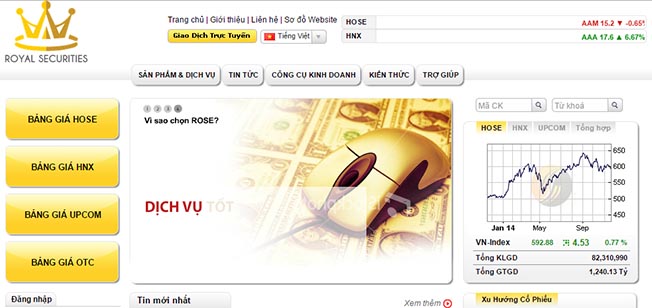 ROYAL SECURITIES
Trang chủ | Giới thiệu | Liên hệ | Sơ đồ Website
Giao Dịch Trực Tuyến
Tiếng Việt
HOSE
AAM 15.2 ▼ -0.65%
HNX
AAA 17.6 ▲ 6.67%
SẢN PHẨM & DỊCH VỤ
TIN TỨC
CÔNG CỤ KINH DOANH
KIẾN THỨC
TRỢ GIÚP
BẢNG GIÁ HOSE
BẢNG GIÁ HNX
BẢNG GIÁ UPCOM
BẢNG GIÁ OTC
Đăng nhập
1 2 3 4
Vì sao chọn ROSE?
DỊCH VỤ TỐT
Tin mới nhất
Xem thêm
Mã CK
Từ khoá
HOSE HNX UPCOM Tổng hợp
650
600
550
500
450
Jan 14 May Sep
VN-Index 592.88 4.53 0.77 %
Tổng KLGD 82,310,990
Tổng GTGD 1,240.13 Tỷ
Xu Hướng Cổ Phiếu